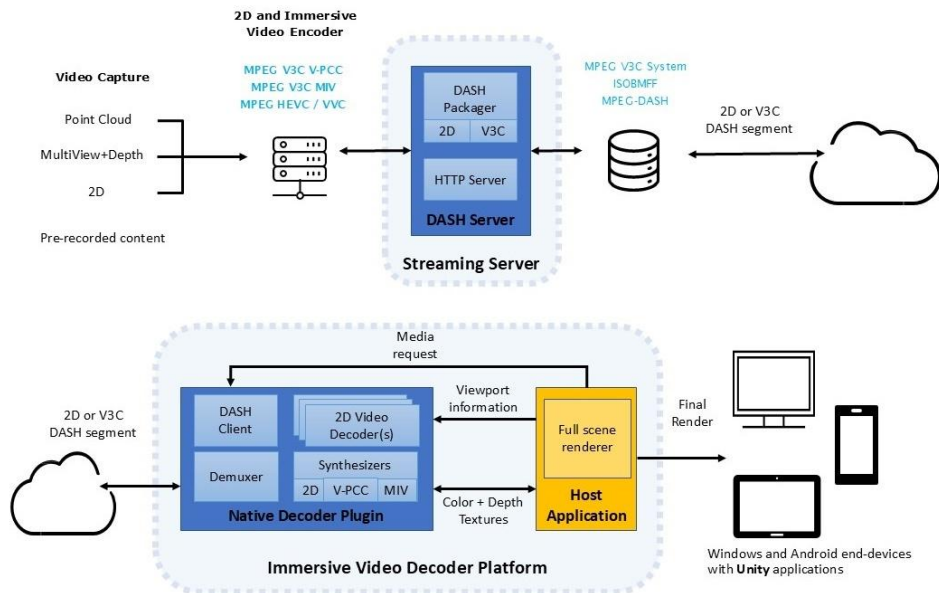 2D and Immersive
Video Encoder
Video Capture
MPEG V3C V-PCC
MPEG V3C MIV
MPEG HEVC / VVC
Point Cloud
MultiView+Depth
2D
Pre-recorded content
DASH
Packager
2D
V3C
HTTP Server
DASH Server
Streaming Server
MPEG V3C System
ISOBMFF
MPEG-DASH
2D or V3C
DASH segment
Media
request
2D or V3C
DASH segment
DASH
Client
2D Video
Decoder(s)
Demuxer
Synthesizers
2D
V-PCC
MIV
Native Decoder Plugin
Viewport
information
Color + Depth
Textures
Full scene
renderer
Host
Application
Immersive Video Decoder Platform
Final
Render
Windows and Android end-devices
with Unity applications